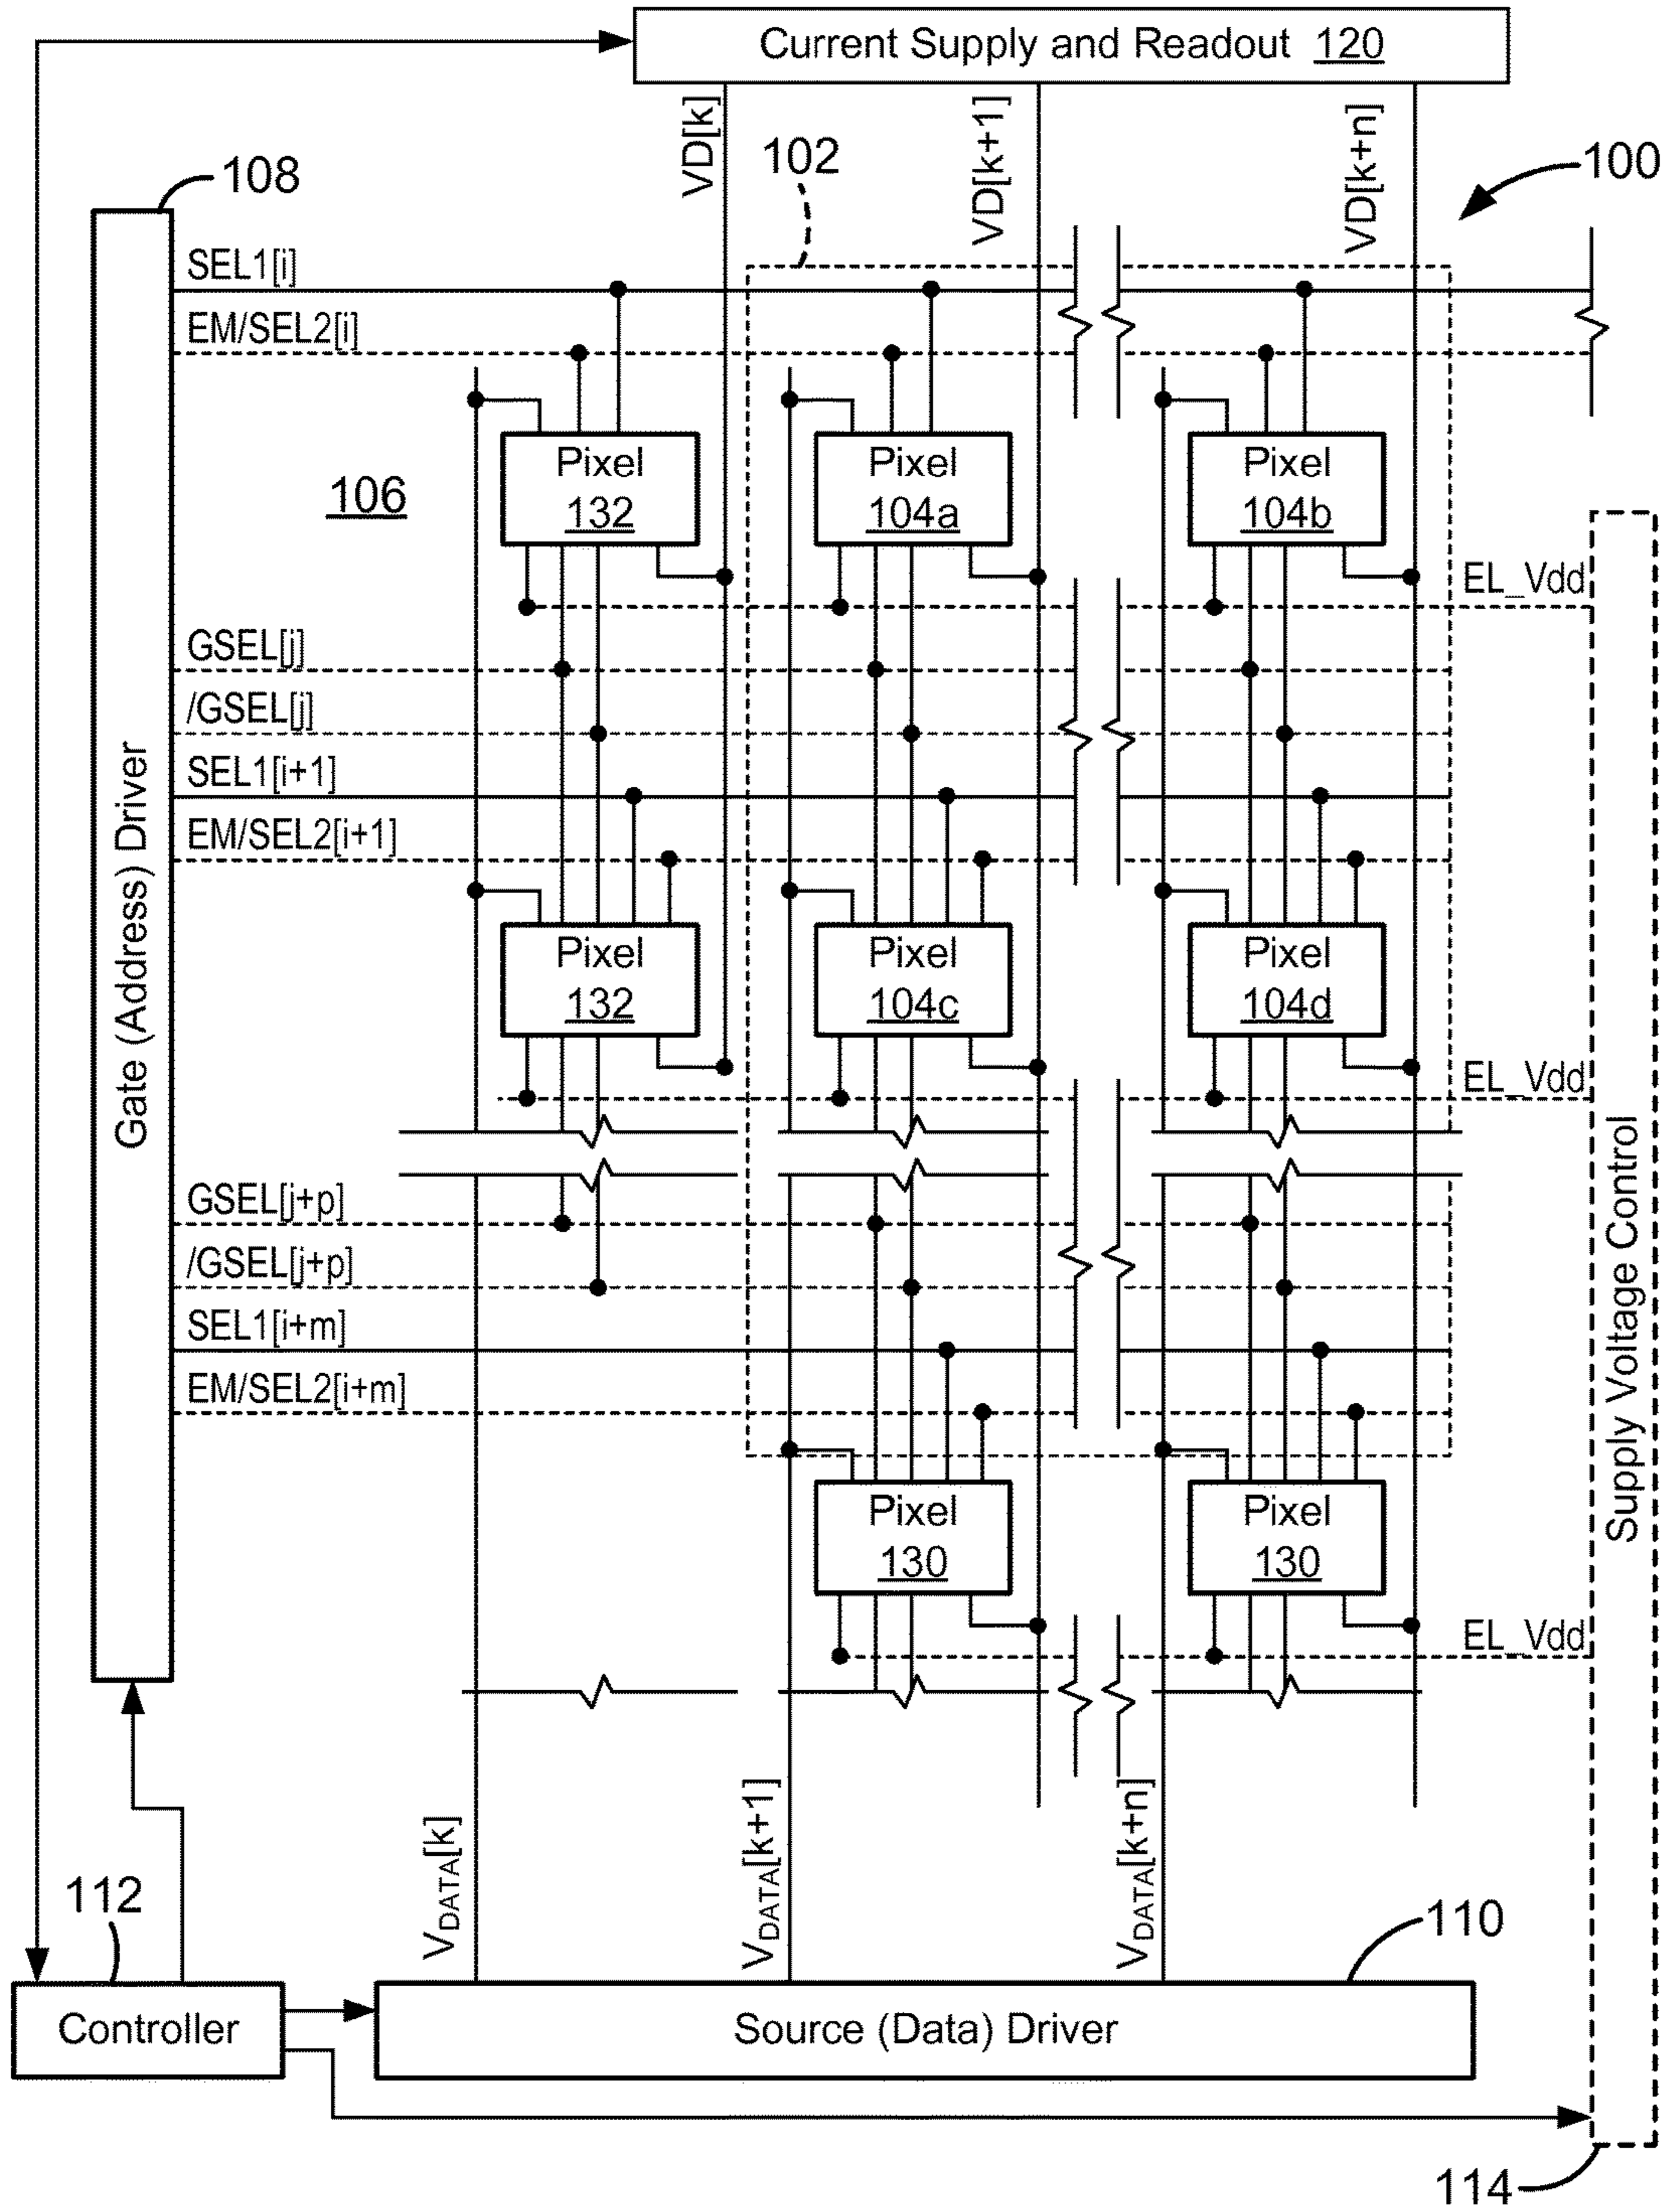 Current Supply and Readout 120
VD[k]
VD[k+1]
VD[k+n]
102
100
108
SEL1[i]
EM/SEL2[i]
Pixel 132
Pixel 104a
Pixel 104b
106
EL_Vdd
GSEL[j]
/GSEL[j]
SEL1[i+1]
EM/SEL2[i+1]
Gate (Address) Driver
Pixel 132
Pixel 104c
Pixel 104d
EL_Vdd
Supply Voltage Control
GSEL[j+p]
/GSEL[j+p]
SEL1[i+m]
EM/SEL2[i+m]
Pixel 130
Pixel 130
EL_Vdd
VDATA[k]
VDATA[k+1]
VDATA[k+n]
112
110
Controller
Source (Data) Driver
114